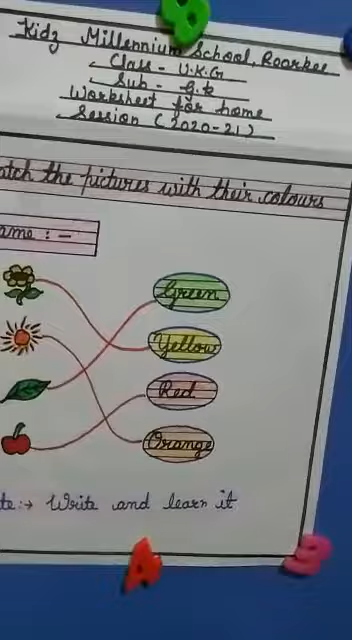 Kidz Millennium School, Roorkee
Class - U.K.G
Sub - G.k
Worksheet for home
Session (2020-21)
atch the pictures with their colours
ame : -
Green
Yellow
Red
Orange
te:→ Write and learn it